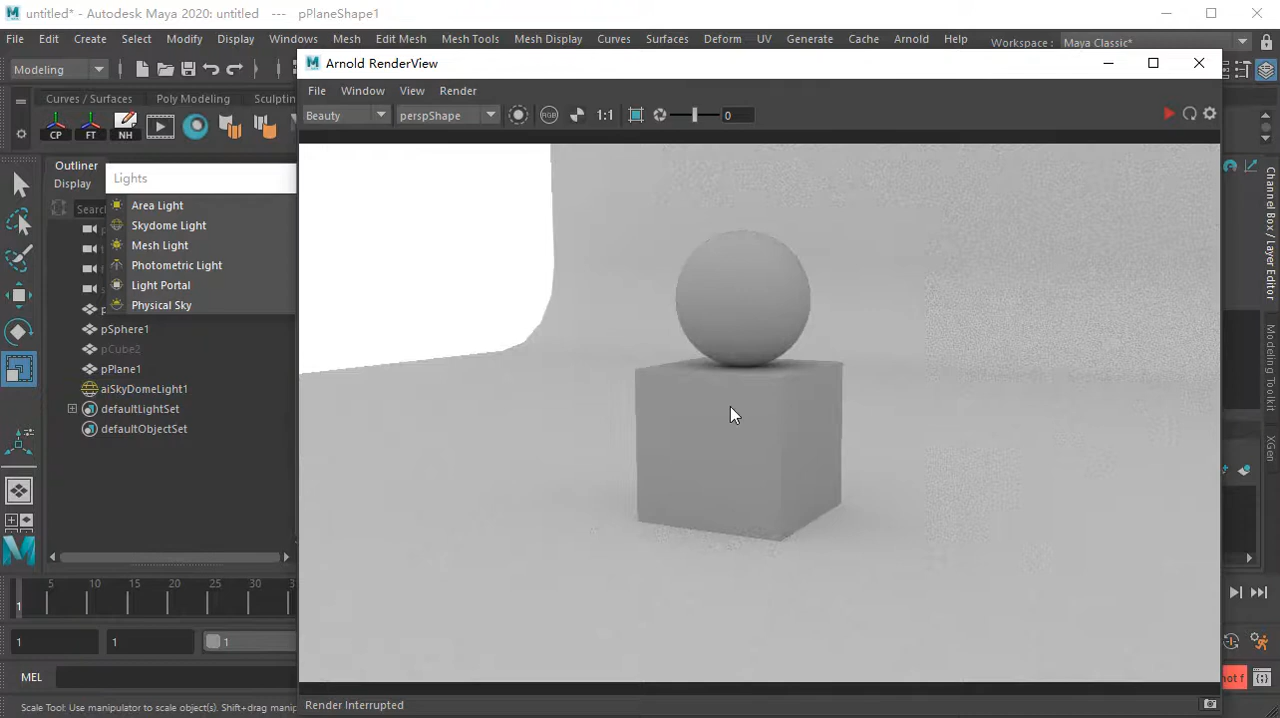 untitled* - Autodesk Maya 2020: untitled   ---   pPlaneShape1
File Edit Create Select Modify Display Windows Mesh Edit Mesh Mesh Tools Mesh Display Curves Surfaces Deform UV Generate Cache Arnold Help Worksp​ace : Maya Classic*
Modeling
Arnold RenderView
File Window View Render
Curves / Surfaces Poly Modeling Sculptin
Beauty perspShape RGB 1:1 0
CP FT NH
Outliner
Display
Lights
Area Light
Skydome Light
Mesh Light
Photometric Light
Light Portal
Physical Sky
pSphere1
pCube2
pPlane1
aiSkyDomeLight1
defaultLightSet
defaultObjectSet
Channel Box / Layer Editor
Modeling Toolkit
XGen
5 10 15 20 25 30
1
1 1 1
MEL
not f
Scale Tool: Use manipulator to scale object(s). Shift+drag manip
Render Interrupted